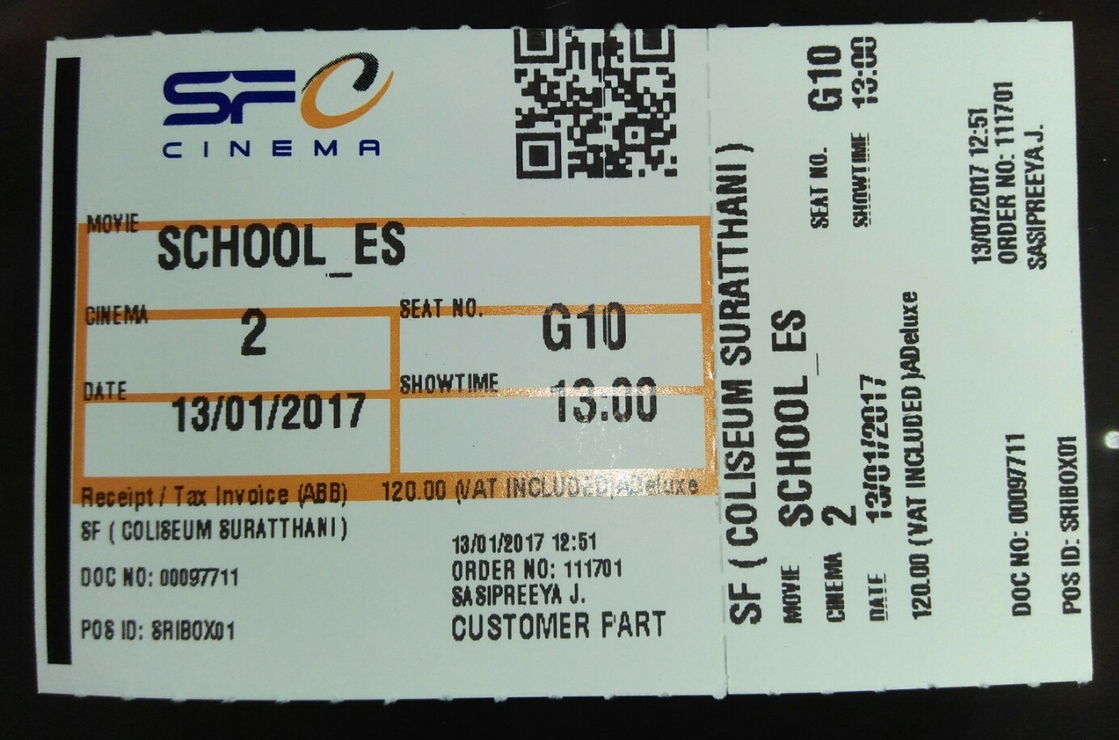 SFC
CINEMA
MOVIE
SCHOOL_ES
CINEMA
2
SEAT NO.
G10
DATE
13/01/2017
SHOWTIME
13:00
Receipt / Tax Invoice (ABB) 120.00 (VAT INCLUDED)ADeluxe
SF ( COLISEUM SURATTHANI )
DOC NO: 00097711
POS ID: SRIBOX01
13/01/2017 12:51
ORDER NO: 111701
SASIPREEYA J.
CUSTOMER PART
SF ( COLISEUM SURATTHANI )
MOVIE SCHOOL_ES
CINEMA 2
SEAT NO. G10
DATE 13/01/2017
SHOWTIME 13:00
120.00 (VAT INCLUDED )ADeluxe
13/01/2017 12:51
ORDER NO: 111701
SASIPREEYA J.
DOC NO: 00097711
POS ID: SRIBOX01